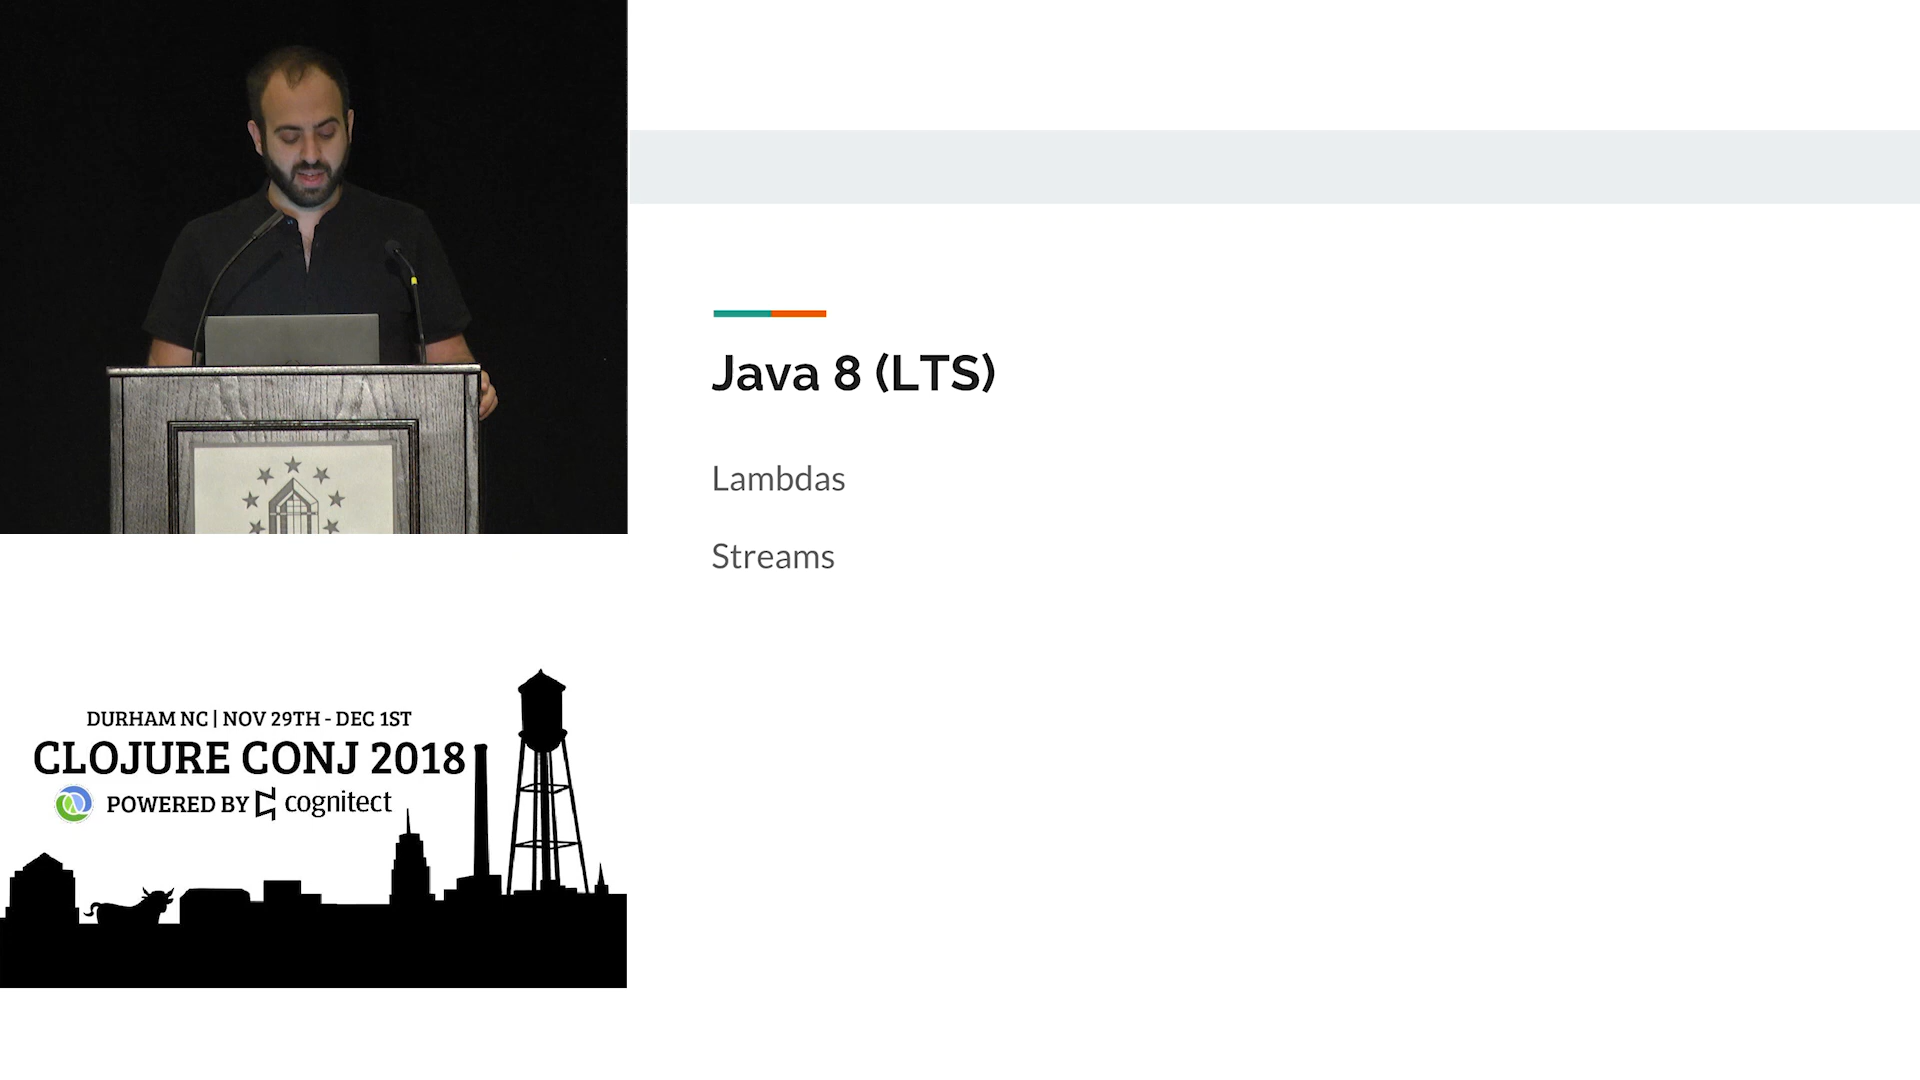 Java 8 (LTS)
Lambdas
Streams
DURHAM NC | NOV 29TH - DEC 1ST
CLOJURE CONJ 2018
POWERED BY cognitect